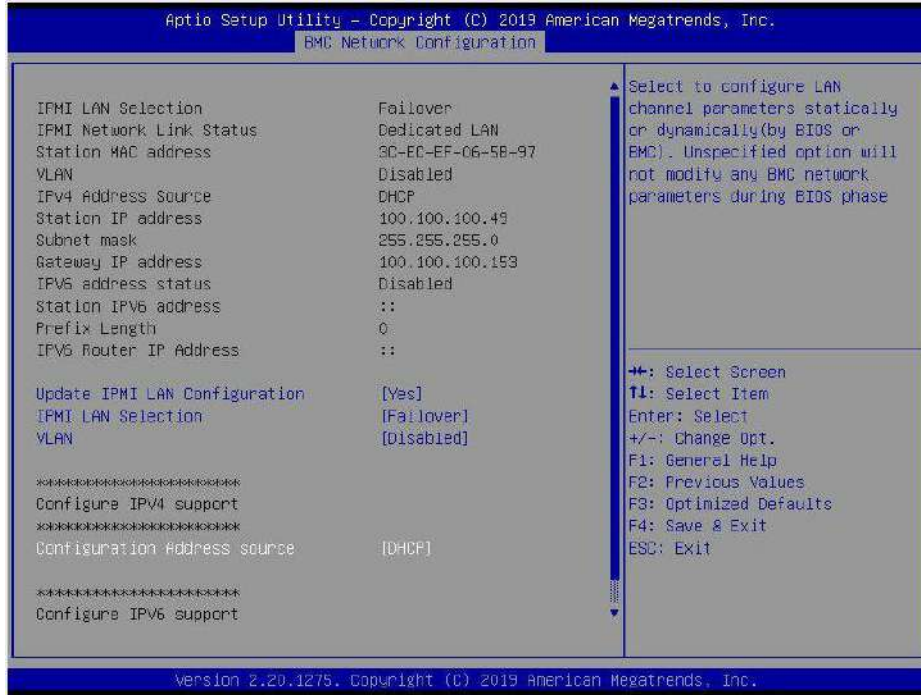 Aptio Setup Utility – Copyright (C) 2019 American Megatrends, Inc.
BMC Network Configuration
IPMI LAN Selection Failover
IPMI Network Link Status Dedicated LAN
Station MAC address 3C-EC-EF-06-5B-97
VLAN Disabled
IPv4 Address Source DHCP
Station IP address 100.100.100.49
Subnet mask 255.255.255.0
Gateway IP address 100.100.100.153
IPV6 address status Disabled
Station IPV6 address ::
Prefix Length 0
IPV6 Router IP Address ::
Update IPMI LAN Configuration [Yes]
IPMI LAN Selection [Failover]
VLAN [Disabled]
***********************
Configure IPV4 support
***********************
Configuration Address source [DHCP]
***********************
Configure IPV6 support
Select to configure LAN
channel parameters statically
or dynamically(by BIOS or
BMC). Unspecified option will
not modify any BMC network
parameters during BIOS phase
→←: Select Screen
↑↓: Select Item
Enter: Select
+/-: Change Opt.
F1: General Help
F2: Previous Values
F3: Optimized Defaults
F4: Save & Exit
ESC: Exit
Version 2.20.1275. Copyright (C) 2019 American Megatrends, Inc.